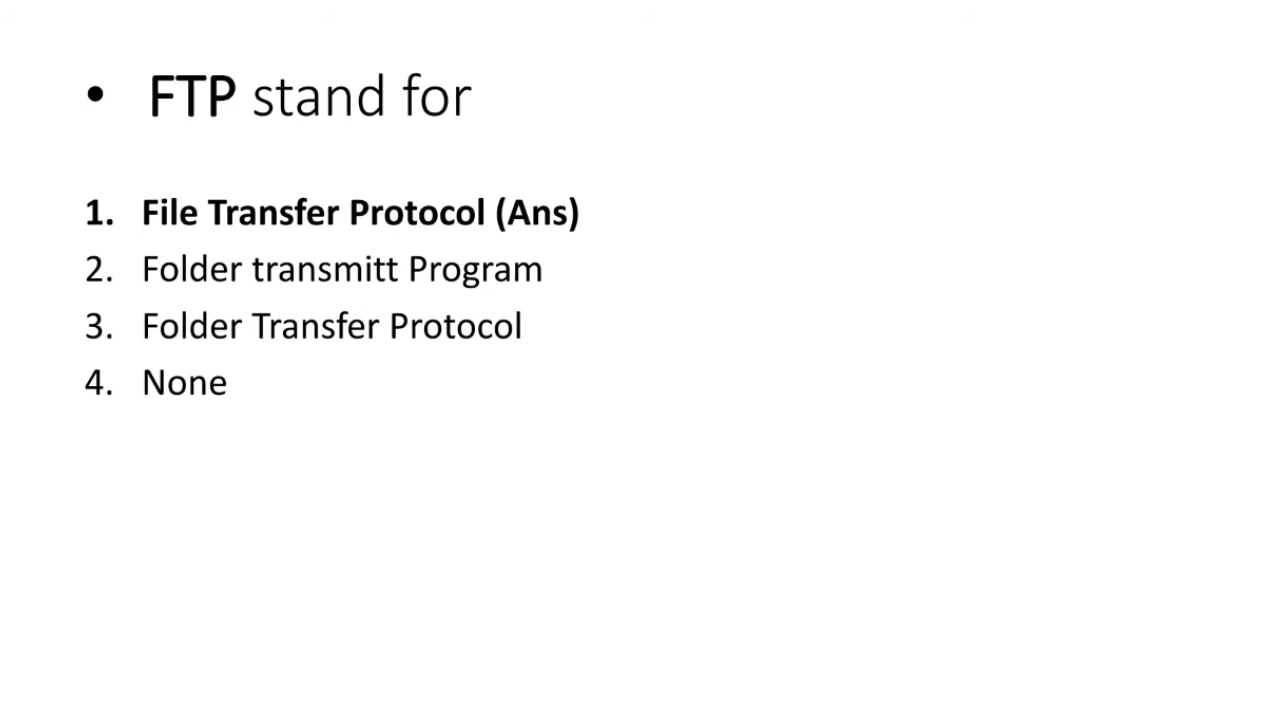 • FTP stand for
1. File Transfer Protocol (Ans)
2. Folder transmitt Program
3. Folder Transfer Protocol
4. None